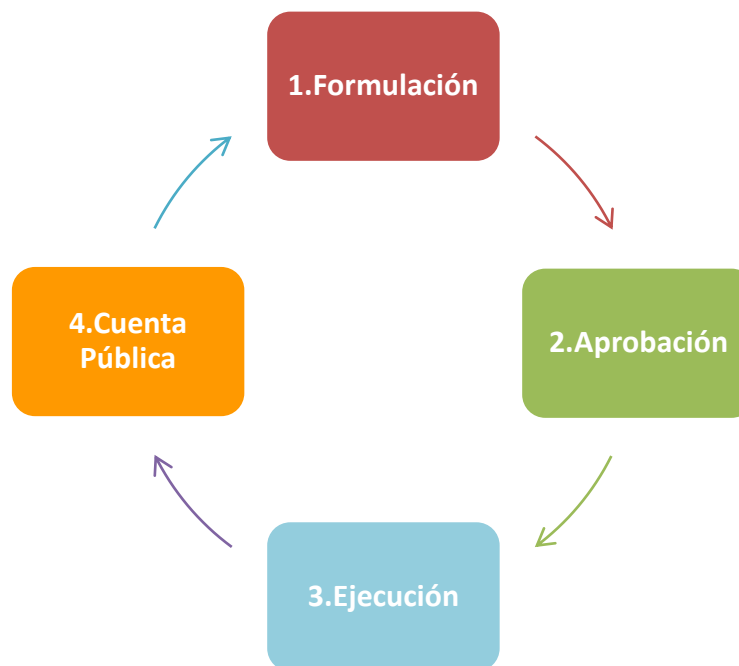 1.Formulación
2.Aprobación
3.Ejecución
4.Cuenta
Pública